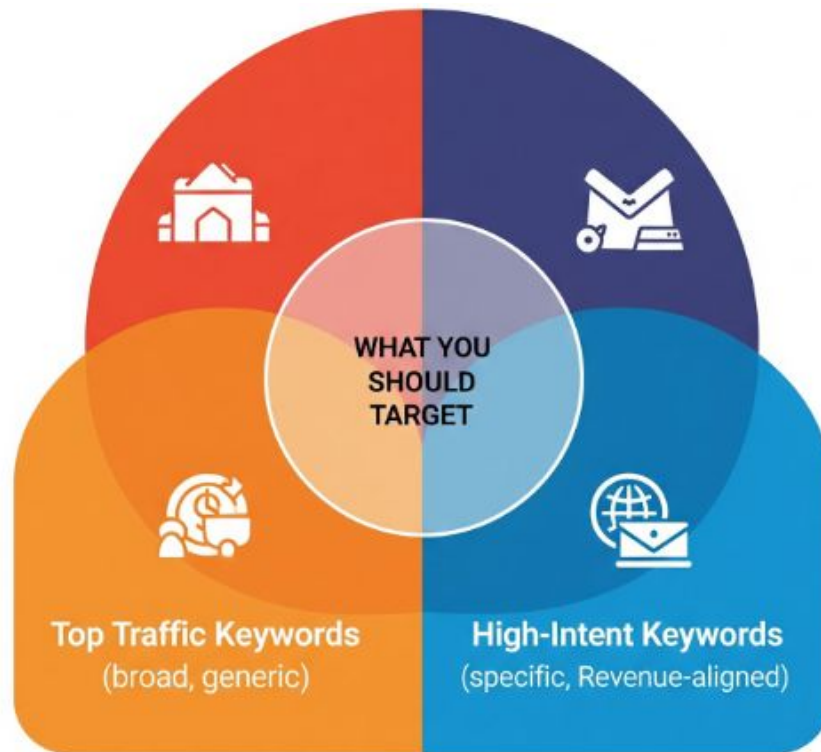 WHAT YOU
SHOULD
TARGET
Top Traffic Keywords
(broad, generic)
High-Intent Keywords
(specific, Revenue-aligned)